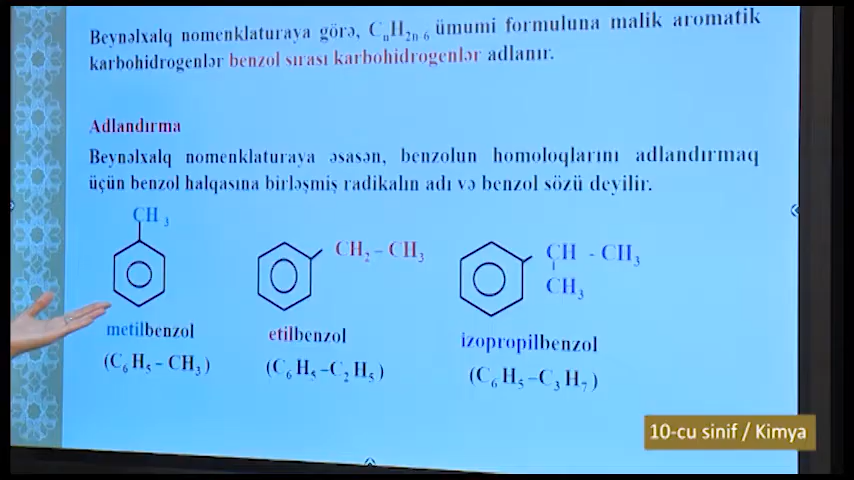 Beynəlxalq nomenklaturaya görə, CₙH₂ₙ₋₆ ümumi formuluna malik aromatik
karbohidrogenlər benzol sırası karbohidrogenlər adlanır.
Adlandırma
Beynəlxalq nomenklaturaya əsasən, benzolun homoloqlarını adlandırmaq
üçün benzol halqasına birləşmiş radikalın adı və benzol sözü deyilir.
CH₃
CH₂ – CH₃
CH - CH₃
CH₃
metilbenzol
etilbenzol
izopropilbenzol
(C₆H₅ – CH₃)
(C₆H₅–C₂H₅)
(C₆H₅–C₃H₇)
10-cu sinif / Kimya